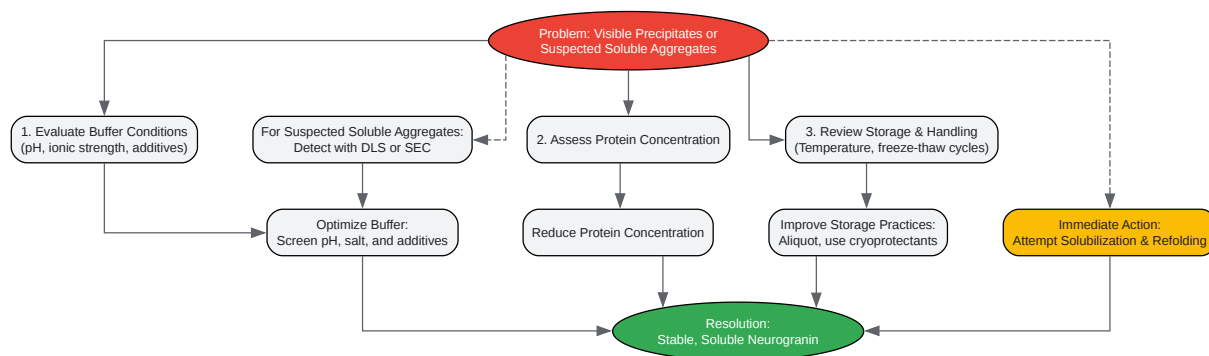 Problem: Visible Precipitates or
Suspected Soluble Aggregates
1. Evaluate Buffer Conditions
(pH, ionic strength, additives)
For Suspected Soluble Aggregates:
Detect with DLS or SEC
2. Assess Protein Concentration
3. Review Storage & Handling
(Temperature, freeze-thaw cycles)
Optimize Buffer:
Screen pH, salt, and additives
Reduce Protein Concentration
Improve Storage Practices:
Aliquot, use cryoprotectants
Immediate Action:
Attempt Solubilization & Refolding
Resolution:
Stable, Soluble Neurogranin